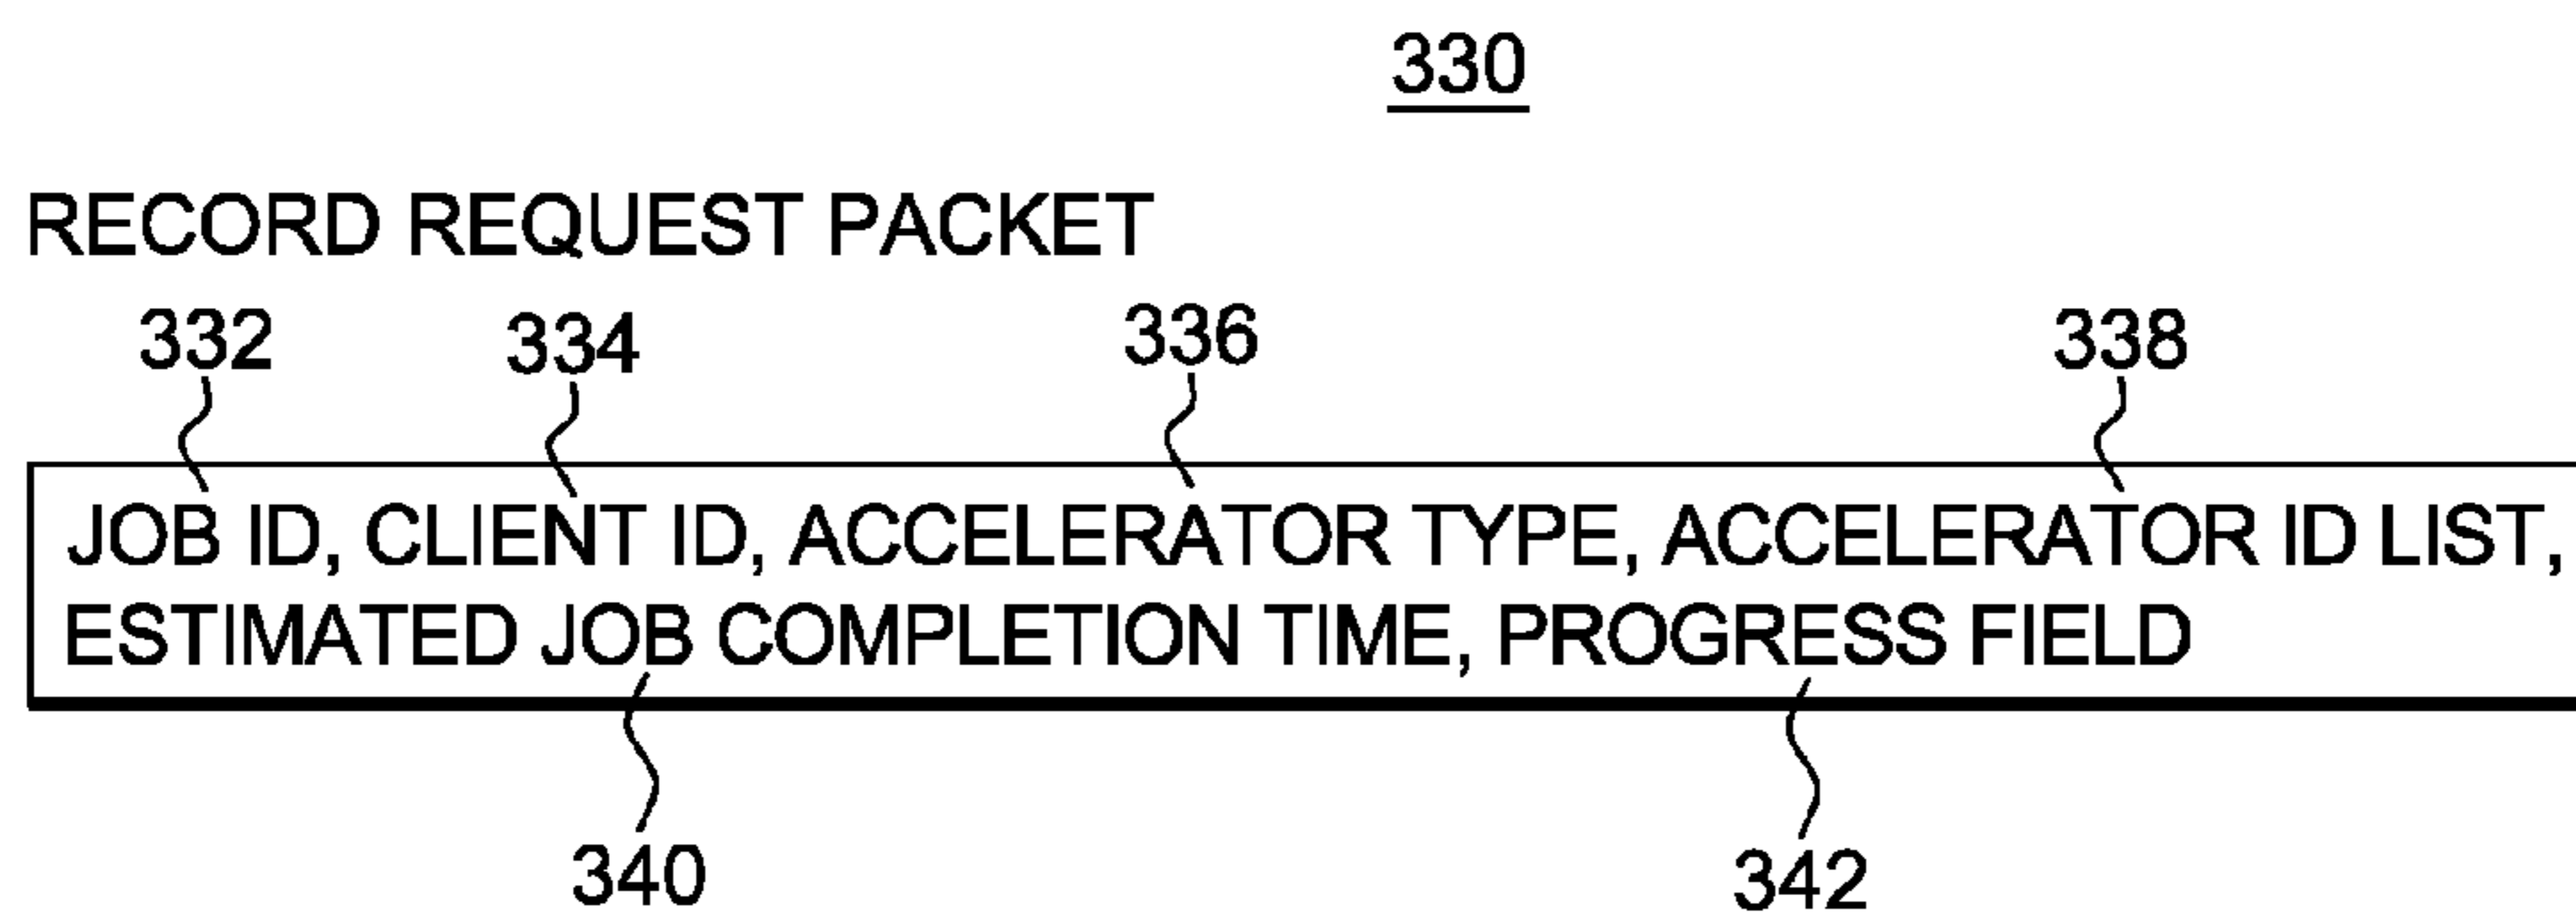 330
RECORD REQUEST PACKET
332 334 336 338
JOB ID, CLIENT ID, ACCELERATOR TYPE, ACCELERATOR ID LIST,
ESTIMATED JOB COMPLETION TIME, PROGRESS FIELD
340 342